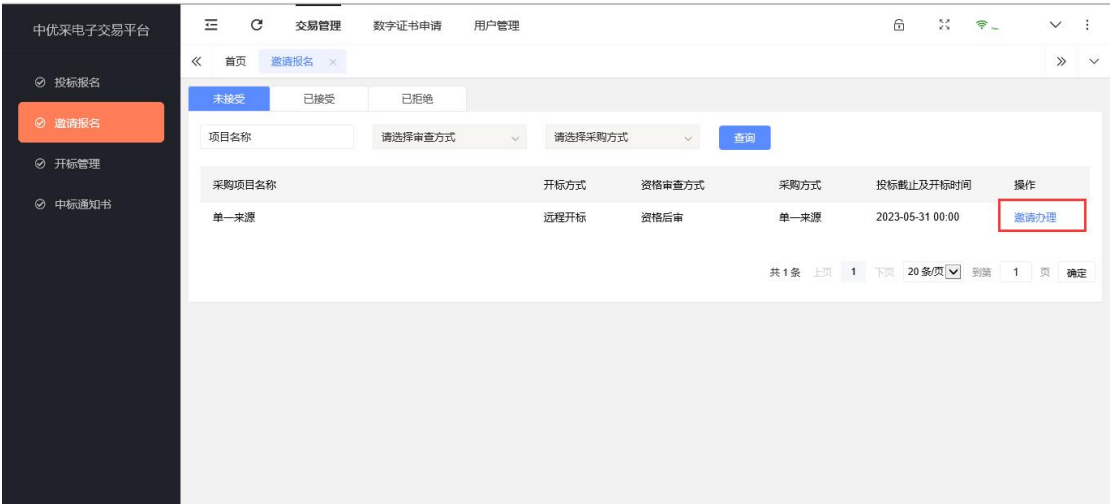 中优采电子交易平台
交易管理 数字证书申请 用户管理
首页 邀请报名
投标报名
邀请报名
开标管理
中标通知书
未接受 已接受 已拒绝
项目名称 请选择审查方式 请选择采购方式 查询
采购项目名称 开标方式 资格审查方式 采购方式 投标截止及开标时间 操作
单一来源 远程开标 资格后审 单一来源 2023-05-31 00:00 邀请办理
共 1 条 上页 1 下页 20 条/页 到第 1 页 确定